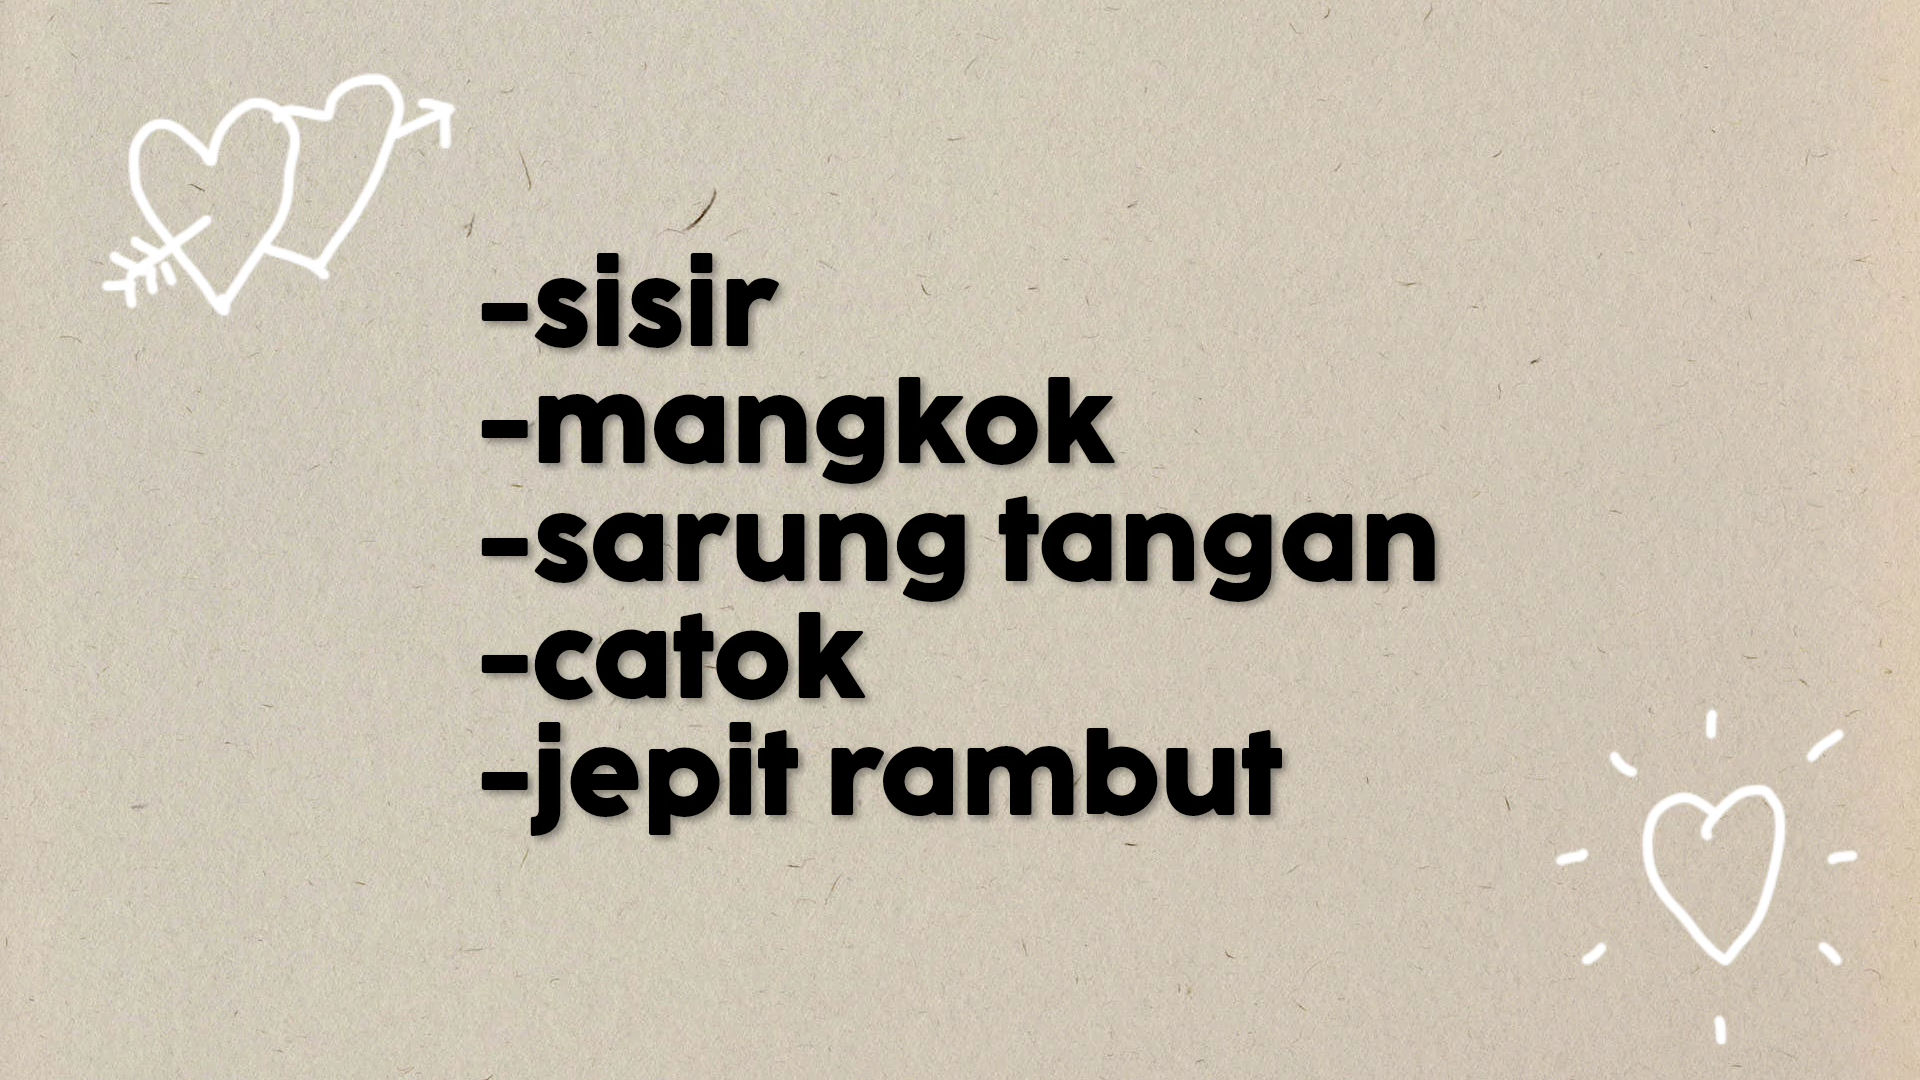 -sisir
-mangkok
-sarung tangan
-catok
-jepit rambut